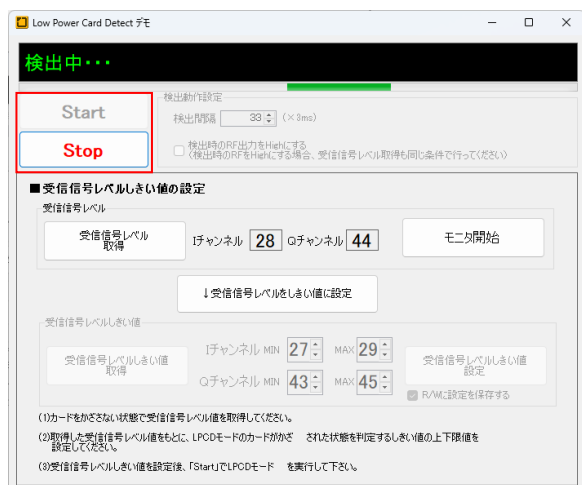 Low Power Card Detect デモ
検出中・・・
Start
Stop
検出動作設定
検出間隔 33 (×3ms)
検出時のRF出力をHighにする
(検出時のRFをHighにする場合、受信信号レベル取得も同じ条件で行ってください)
■受信信号レベルしきい値の設定
受信信号レベル
受信信号レベル
取得
Iチャンネル 28 Qチャンネル 44
モニタ開始
↓受信信号レベルをしきい値に設定
受信信号レベルしきい値
受信信号レベルしきい値
取得
Iチャンネル MIN 27 MAX 29
Qチャンネル MIN 43 MAX 45
受信信号レベルしきい値
設定
R/Wに設定を保存する
(1)カードをかざさない状態で受信信号レベル値を取得してください。
(2)取得した受信信号レベル値をもとに、LPCDモードのカードがかざ された状態を判定するしきい値の上下限値を
設定してください。
(3)受信信号レベルしきい値を設定後、「Start」でLPCDモード を実行して下さい。